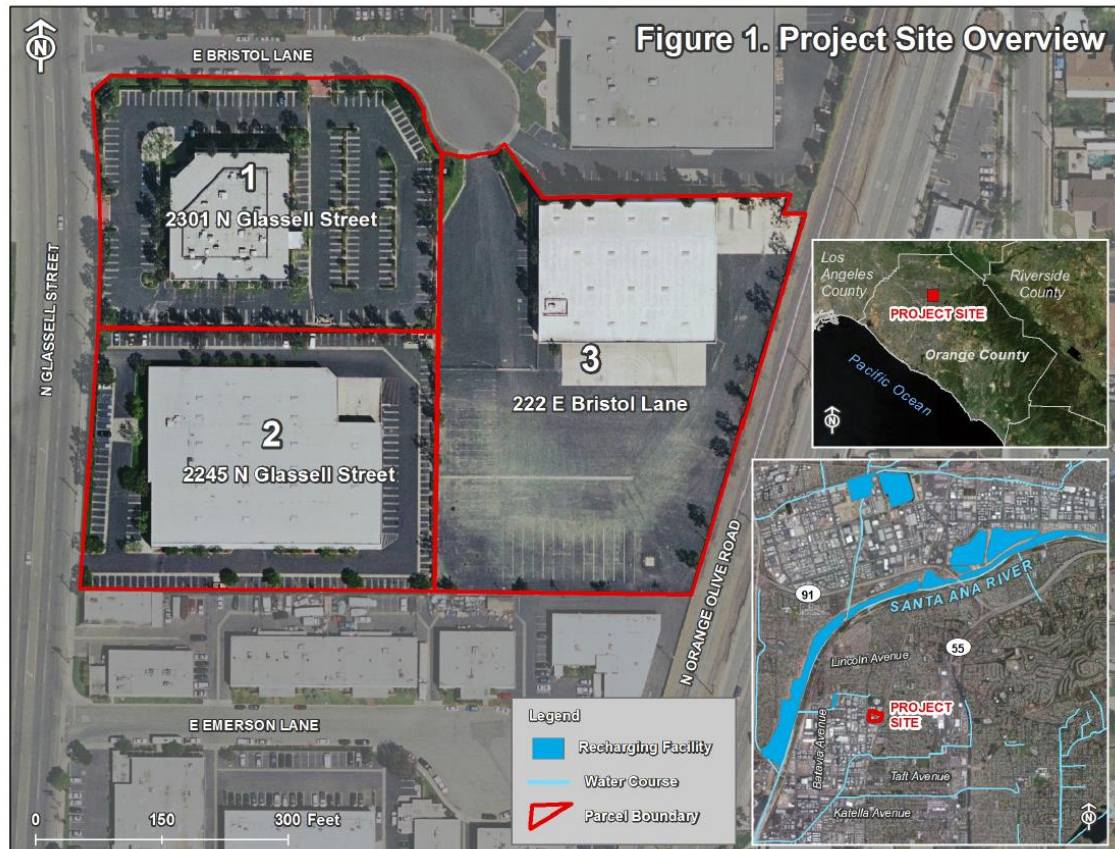 Figure 1. Project Site Overview
N
E BRISTOL LANE
1
2301 N Glassell Street
N GLASSELL STREET
2
2245 N Glassell Street
3
222 E Bristol Lane
N ORANGE OLIVE ROAD
E EMERSON LANE
0 150 300 Feet
Legend
Recharging Facility
Water Course
Parcel Boundary
Los
Angeles
County
Riverside
County
PROJECT SITE
Orange County
Pacific Ocean
N
91
SANTA ANA RIVER
55
Lincoln Avenue
PROJECT
SITE
Batavia Avenue
Taft Avenue
Katella Avenue
N